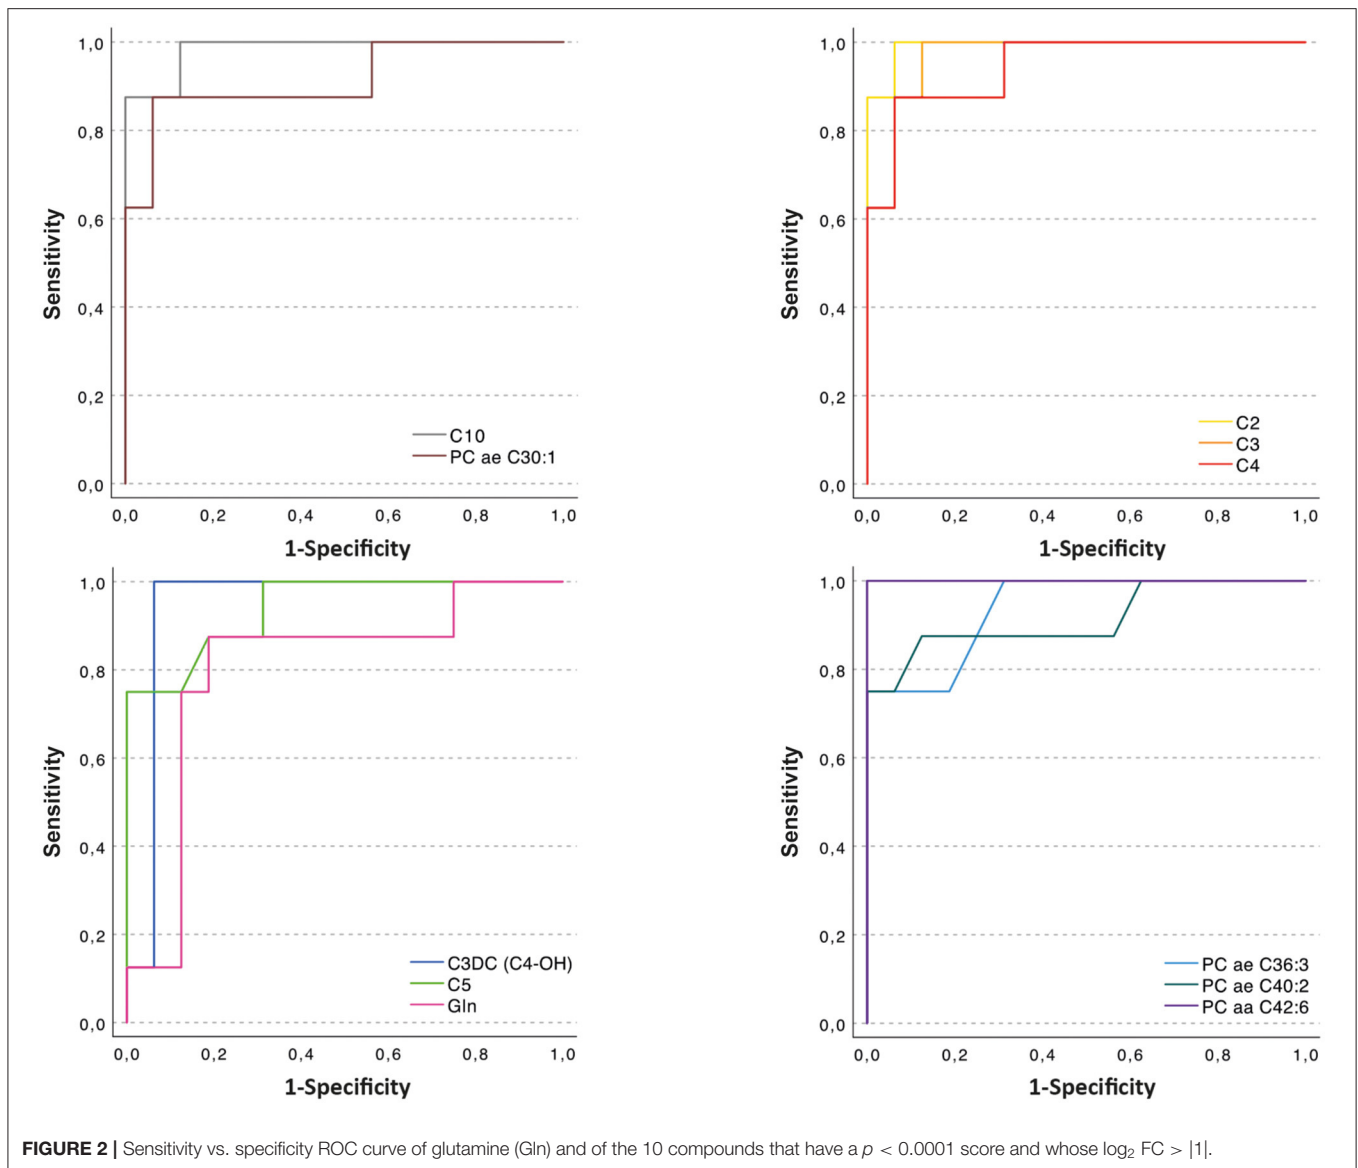 1,0
0,8
0,6
0,4
0,2
0,0
Sensitivity
C10
PC ae C30:1
0,0 0,2 0,4 0,6 0,8 1,0
1-Specificity
1,0
0,8
0,6
0,4
0,2
0,0
Sensitivity
C2
C3
C4
0,0 0,2 0,4 0,6 0,8 1,0
1-Specificity
1,0
0,8
0,6
0,4
0,2
0,0
Sensitivity
C3DC (C4-OH)
C5
Gln
0,0 0,2 0,4 0,6 0,8 1,0
1-Specificity
1,0
0,8
0,6
0,4
0,2
0,0
Sensitivity
PC ae C36:3
PC ae C40:2
PC aa C42:6
0,0 0,2 0,4 0,6 0,8 1,0
1-Specificity
FIGURE 2 | Sensitivity vs. specificity ROC curve of glutamine (Gln) and of the 10 compounds that have a p < 0.0001 score and whose log₂ FC > |1|.